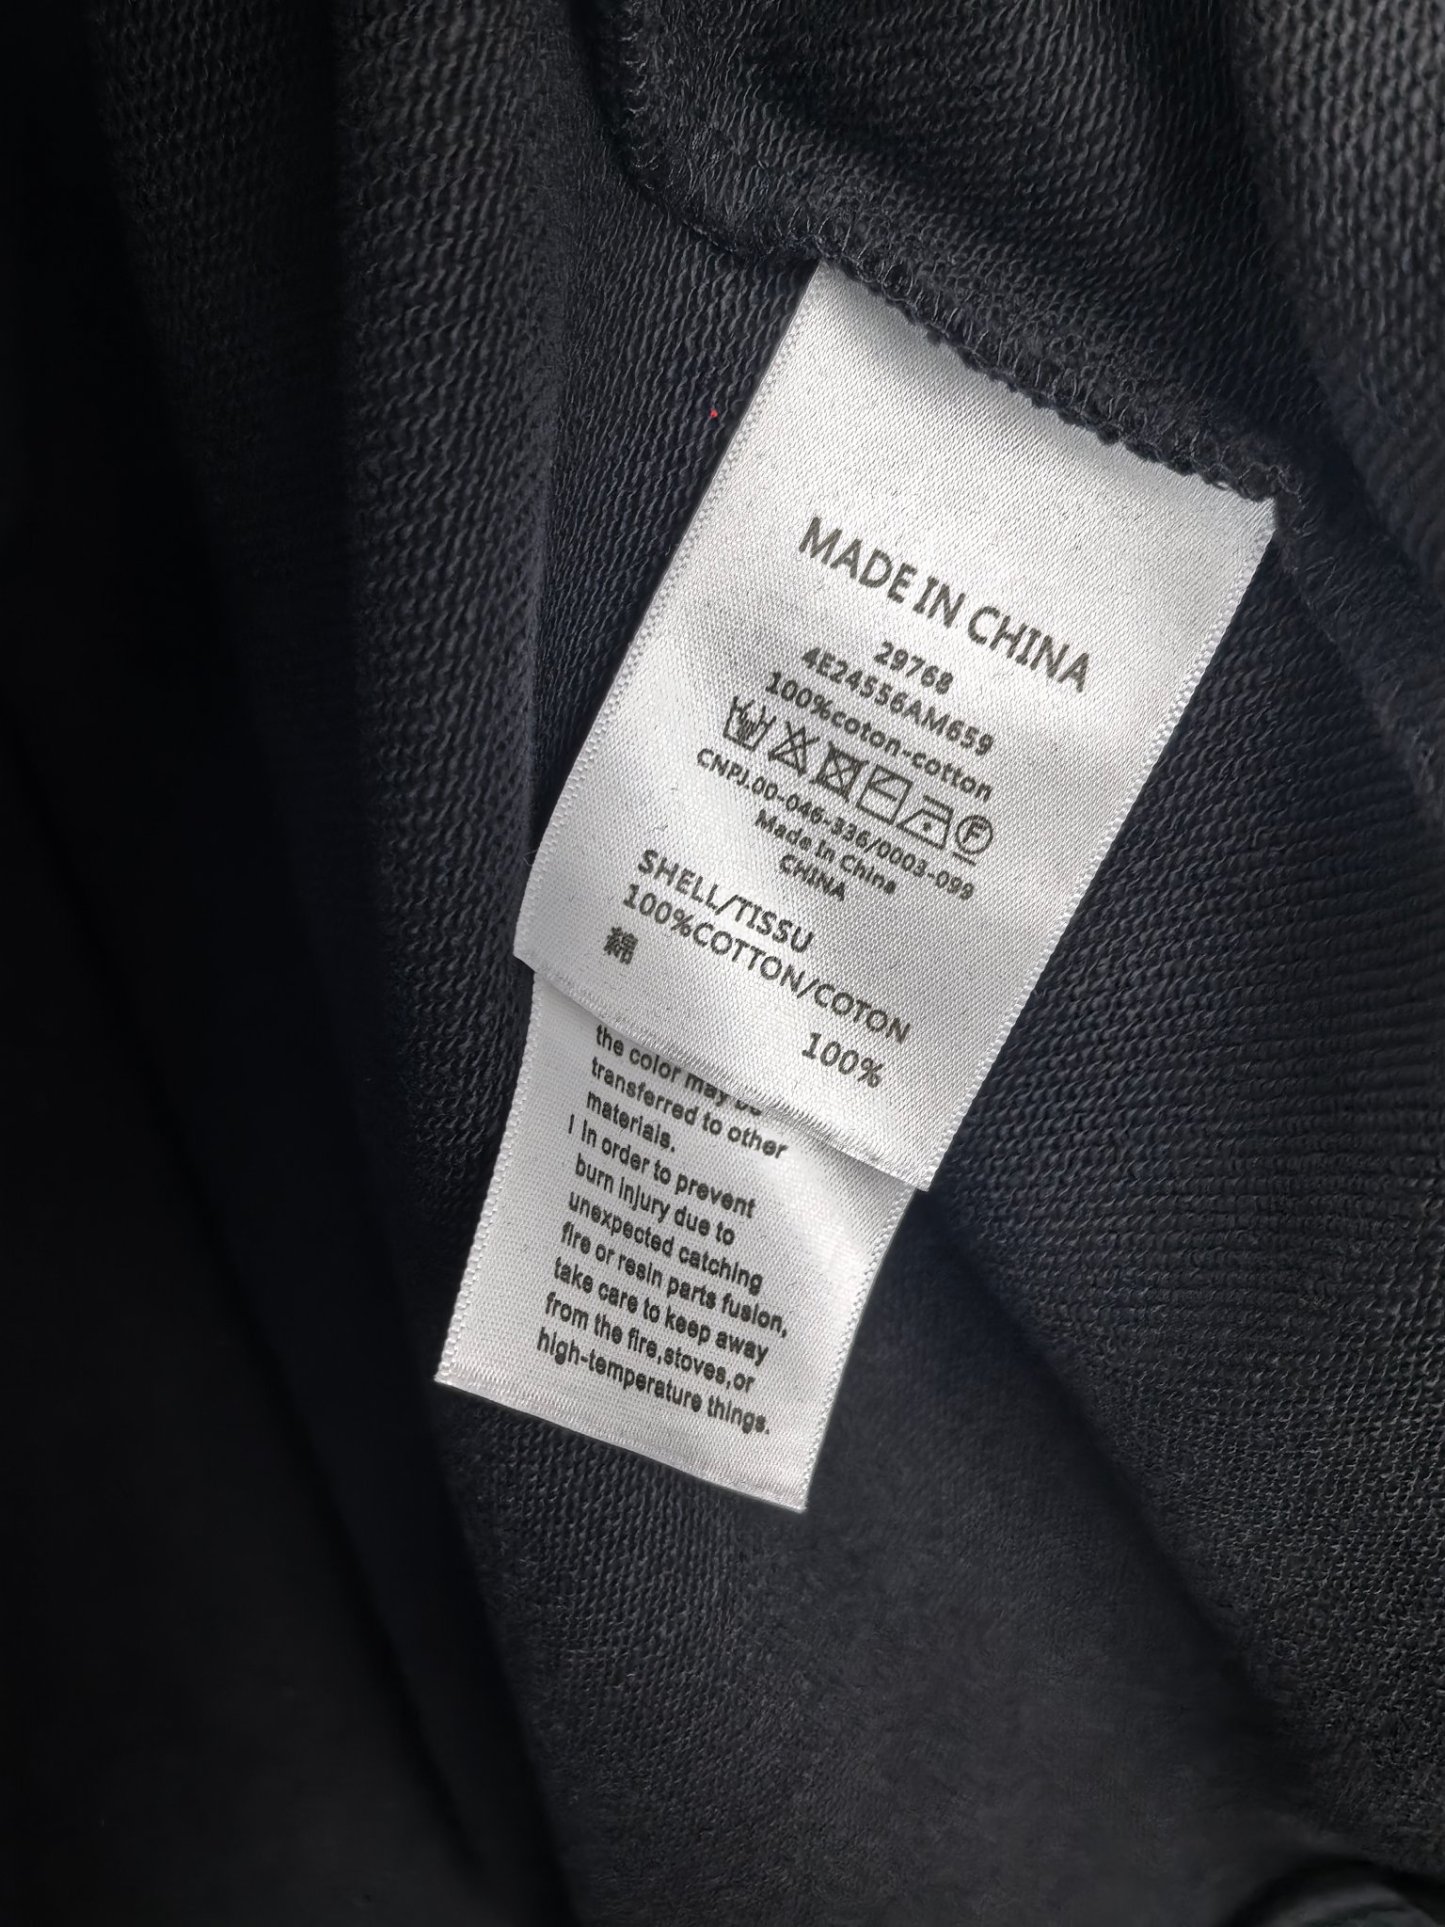 MADE IN CHINA
29768
4E24556AM659
100%coton-cotton
CNPJ.00-046-336/0003-099
Made In China
CHINA
SHELL/TISSU
100%COTTON/COTON
綿 100%
the color may be
transferred to other
materials.
I In order to prevent
burn injury due to
unexpected catching
fire or resin parts fusion,
take care to keep away
from the fire,stoves,or
high-temperature things.